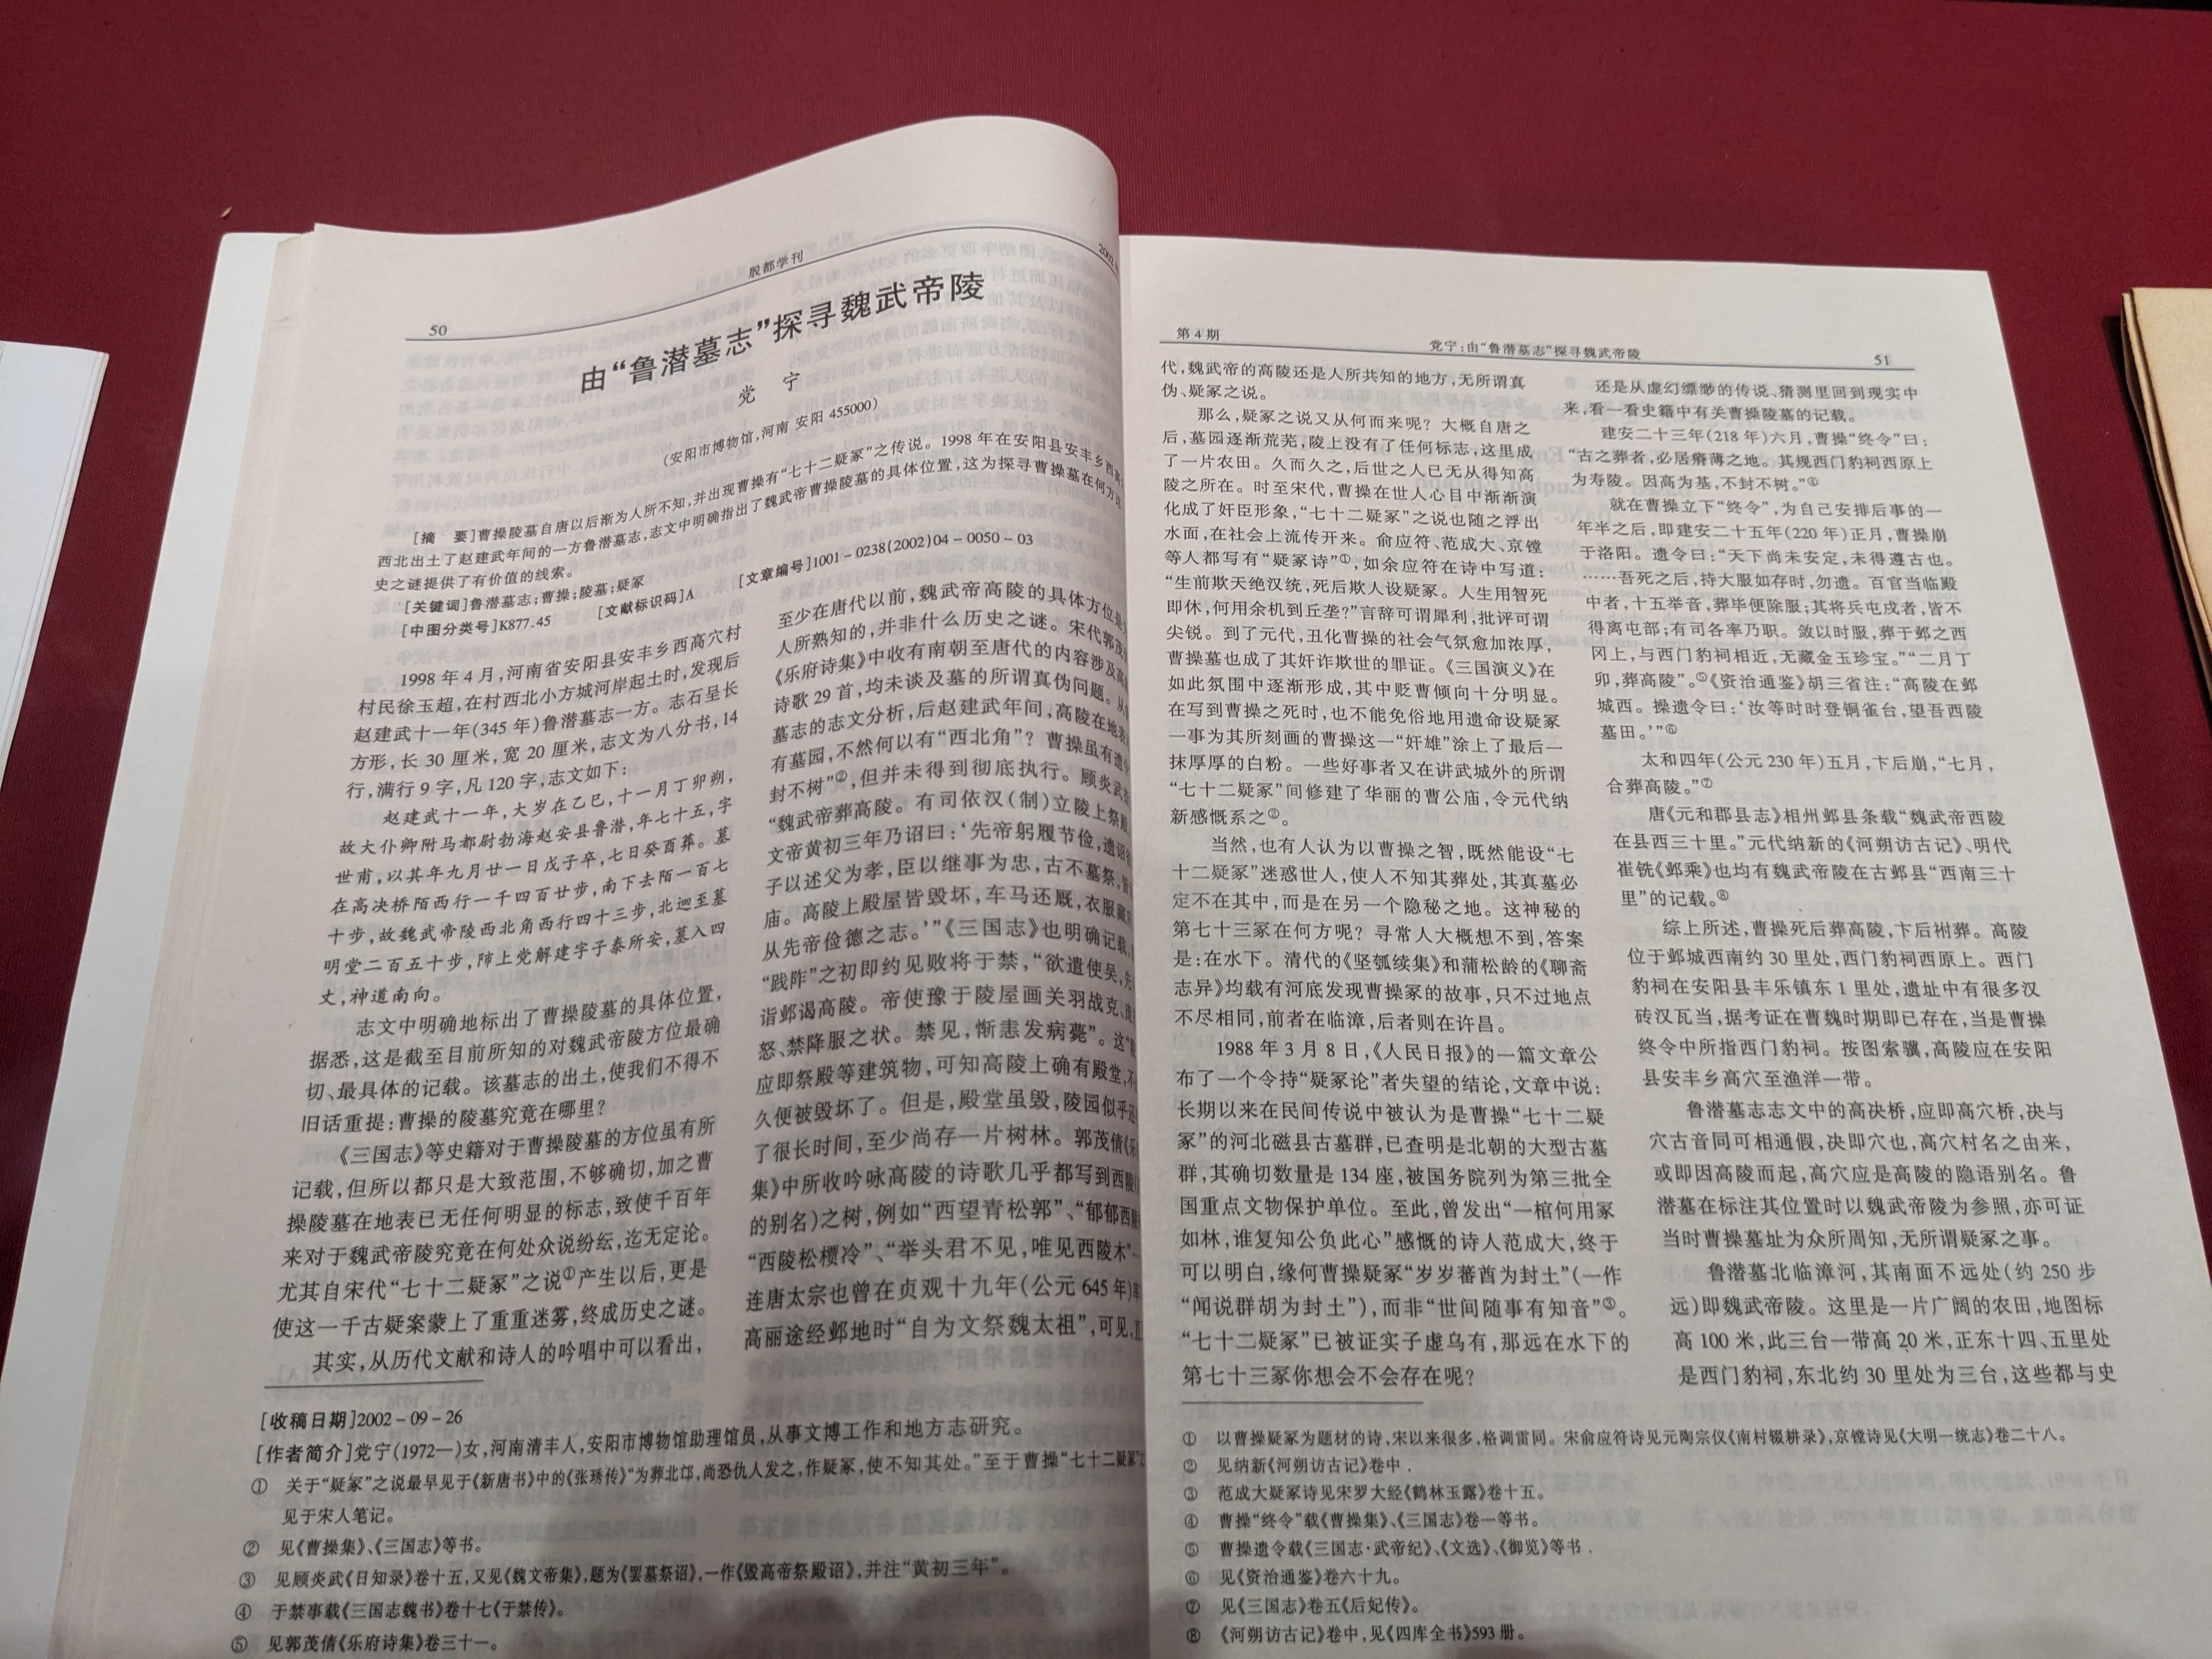 50
殷都学刊
由“鲁潜墓志”探寻魏武帝陵
党 宁
(安阳市博物馆,河南 安阳 455000)
[摘 要]曹操陵墓自唐以后渐为人所不知,并出现曹操有“七十二疑冢”之传说。1998年在安阳县安丰乡西高
西北出土了赵建武年间的一方鲁潜墓志,志文中明确指出了魏武帝曹操陵墓的具体位置,这为探寻曹操墓在何方这
史之谜提供了有价值的线索。
[关键词]鲁潜墓志;曹操;陵墓;疑冢
[中图分类号]K877.45 [文献标识码]A [文章编号]1001-0238(2002)04-0050-03
1998年4月,河南省安阳县安丰乡西高穴村
村民徐玉超,在村西北小方城河岸起土时,发现后
赵建武十一年(345年)鲁潜墓志一方。志石呈长
方形,长30厘米,宽20厘米,志文为八分书,14
行,满行9字,凡120字,志文如下:
赵建武十一年,大岁在乙巳,十一月丁卯朔,
故大仆卿附马都尉勃海赵安县鲁潜,年七十五,字
世甫,以其年九月廿一日戊子卒,七日癸酉葬。墓
在高决桥陌西行一千四百廿步,南下去陌一百七
十步,故魏武帝陵西北角西行四十三步,北迴至墓
明堂二百五十步,陟上党解建字子泰所安,墓入四
丈,神道南向。
志文中明确地标出了曹操陵墓的具体位置,
据悉,这是截至目前所知的对魏武帝陵方位最确
切、最具体的记载。该墓志的出土,使我们不得不
旧话重提:曹操的陵墓究竟在哪里?
《三国志》等史籍对于曹操陵墓的方位虽有所
记载,但所以都只是大致范围,不够确切,加之曹
操陵墓在地表已无任何明显的标志,致使千百年
来对于魏武帝陵究竟在何处众说纷纭,迄无定论。
尤其自宋代“七十二疑冢”之说①产生以后,更是
使这一千古疑案蒙上了重重迷雾,终成历史之谜。
其实,从历代文献和诗人的吟唱中可以看出,
至少在唐代以前,魏武帝高陵的具体方位是
人所熟知的,并非什么历史之谜。宋代郭茂
《乐府诗集》中收有南朝至唐代的内容涉及高
诗歌29首,均未谈及墓的所谓真伪问题。从
墓志的志文分析,后赵建武年间,高陵在地表
有墓园,不然何以有“西北角”?曹操虽有遗令
封不树”②,但并未得到彻底执行。顾炎武
“魏武帝葬高陵。有司依汉(制)立陵上祭殿
文帝黄初三年乃诏曰:‘先帝躬履节俭,遗诏
子以述父为孝,臣以继事为忠,古不墓祭,皆
庙。高陵上殿屋皆毁坏,车马还厩,衣服藏
从先帝俭德之志。’”《三国志》也明确记载,
“践阼”之初即约见败将于禁,“欲遣使吴,先
诣邺谒高陵。帝使豫于陵屋画关羽战克、庞
怒、禁降服之状。禁见,惭恚发病薨”。这
应即祭殿等建筑物,可知高陵上确有殿堂,不
久便被毁坏了。但是,殿堂虽毁,陵园似乎还
了很长时间,至少尚存一片树林。郭茂倩《乐
集》中所收吟咏高陵的诗歌几乎都写到西陵
的别名)之树,例如“西望青松郭”、“郁郁西陵
“西陵松槚冷”、“举头君不见,唯见西陵木”
连唐太宗也曾在贞观十九年(公元645年)
高丽途经邺地时“自为文祭魏太祖”,可见,直
[收稿日期]2002-09-26
[作者简介]党宁(1972—)女,河南清丰人,安阳市博物馆助理馆员,从事文博工作和地方志研究。
① 关于“疑冢”之说最早见于《新唐书》中的《张琇传》“为葬北邙,尚恐仇人发之,作疑冢,使不知其处。”至于曹操“七十二疑冢”
见于宋人笔记。
② 见《曹操集》、《三国志》等书。
③ 见顾炎武《日知录》卷十五,又见《魏文帝集》,题为《罢墓祭诏》,一作《毁高帝祭殿诏》,并注“黄初三年”。
④ 于禁事载《三国志魏书》卷十七《于禁传》。
⑤ 见郭茂倩《乐府诗集》卷三十一。
第4期
党宁:由“鲁潜墓志”探寻魏武帝陵
51
代,魏武帝的高陵还是人所共知的地方,无所谓真
伪、疑冢之说。
那么,疑冢之说又从何而来呢?大概自唐之
后,墓园逐渐荒芜,陵上没有了任何标志,这里成
了一片农田。久而久之,后世之人已无从得知高
陵之所在。时至宋代,曹操在世人心目中渐渐演
化成了奸臣形象,“七十二疑冢”之说也随之浮出
水面,在社会上流传开来。俞应符、范成大、京镗
等人都写有“疑冢诗”①,如余应符在诗中写道:
“生前欺天绝汉统,死后欺人设疑冢。人生用智死
即休,何用余机到丘垄?”言辞可谓犀利,批评可谓
尖锐。到了元代,丑化曹操的社会气氛愈加浓厚,
曹操墓也成了其奸诈欺世的罪证。《三国演义》在
如此氛围中逐渐形成,其中贬曹倾向十分明显。
在写到曹操之死时,也不能免俗地用遗命设疑冢
一事为其所刻画的曹操这一“奸雄”涂上了最后一
抹厚厚的白粉。一些好事者又在讲武城外的所谓
“七十二疑冢”间修建了华丽的曹公庙,令元代纳
新感慨系之②。
当然,也有人认为以曹操之智,既然能设“七
十二疑冢”迷惑世人,使人不知其葬处,其真墓必
定不在其中,而是在另一个隐秘之地。这神秘的
第七十三冢在何方呢?寻常人大概想不到,答案
是:在水下。清代的《坚瓠续集》和蒲松龄的《聊斋
志异》均载有河底发现曹操冢的故事,只不过地点
不尽相同,前者在临漳,后者则在许昌。
1988年3月8日,《人民日报》的一篇文章公
布了一个令持“疑冢论”者失望的结论,文章中说:
长期以来在民间传说中被认为是曹操“七十二疑
冢”的河北磁县古墓群,已查明是北朝的大型古墓
群,其确切数量是134座,被国务院列为第三批全
国重点文物保护单位。至此,曾发出“一棺何用冢
如林,谁复知公负此心”感慨的诗人范成大,终于
可以明白,缘何曹操疑冢“岁岁蕃酋为封土”(一作
“闻说群胡为封土”),而非“世间随事有知音”③。
“七十二疑冢”已被证实子虚乌有,那远在水下的
第七十三冢你想会不会存在呢?
还是从虚幻缥缈的传说、猜测里回到现实中
来,看一看史籍中有关曹操陵墓的记载。
建安二十三年(218年)六月,曹操“终令”曰:
“古之葬者,必居瘠薄之地。其规西门豹祠西原上
为寿陵。因高为基,不封不树。”④
就在曹操立下“终令”,为自己安排后事的一
年半之后,即建安二十五年(220年)正月,曹操崩
于洛阳。遗令曰:“天下尚未安定,未得遵古也。
……吾死之后,持大服如存时,勿遗。百官当临殿
中者,十五举音,葬毕便除服;其将兵屯戍者,皆不
得离屯部;有司各率乃职。敛以时服,葬于邺之西
冈上,与西门豹祠相近,无藏金玉珍宝。”“二月丁
卯,葬高陵”。⑤《资治通鉴》胡三省注:“高陵在邺
城西。操遗令曰:‘汝等时时登铜雀台,望吾西陵
墓田。’”⑥
太和四年(公元230年)五月,卞后崩,“七月,
合葬高陵。”⑦
唐《元和郡县志》相州邺县条载“魏武帝西陵
在县西三十里。”元代纳新的《河朔访古记》、明代
崔铣《邺乘》也均有魏武帝陵在古邺县“西南三十
里”的记载。⑧
综上所述,曹操死后葬高陵,卞后祔葬。高陵
位于邺城西南约30里处,西门豹祠西原上。西门
豹祠在安阳县丰乐镇东1里处,遗址中有很多汉
砖汉瓦当,据考证在曹魏时期即已存在,当是曹操
终令中所指西门豹祠。按图索骥,高陵应在安阳
县安丰乡高穴至渔洋一带。
鲁潜墓志志文中的高决桥,应即高穴桥,决与
穴古音同可相通假,决即穴也,高穴村名之由来,
或即因高陵而起,高穴应是高陵的隐语别名。鲁
潜墓在标注其位置时以魏武帝陵为参照,亦可证
当时曹操墓址为众所周知,无所谓疑冢之事。
鲁潜墓北临漳河,其南面不远处(约250步
远)即魏武帝陵。这里是一片广阔的农田,地图标
高100米,此三台一带高20米,正东十四、五里处
是西门豹祠,东北约30里处为三台,这些都与史
① 以曹操疑冢为题材的诗,宋以来很多,格调雷同。宋俞应符诗见元陶宗仪《南村辍耕录》,京镗诗见《大明一统志》卷二十八。
② 见纳新《河朔访古记》卷中.
③ 范成大疑冢诗见宋罗大经《鹤林玉露》卷十五。
④ 曹操“终令”载《曹操集》、《三国志》卷一等书。
⑤ 曹操遗令载《三国志·武帝纪》、《文选》、《御览》等书.
⑥ 见《资治通鉴》卷六十九。
⑦ 见《三国志》卷五《后妃传》。
⑧ 《河朔访古记》卷中,见《四库全书》593册。